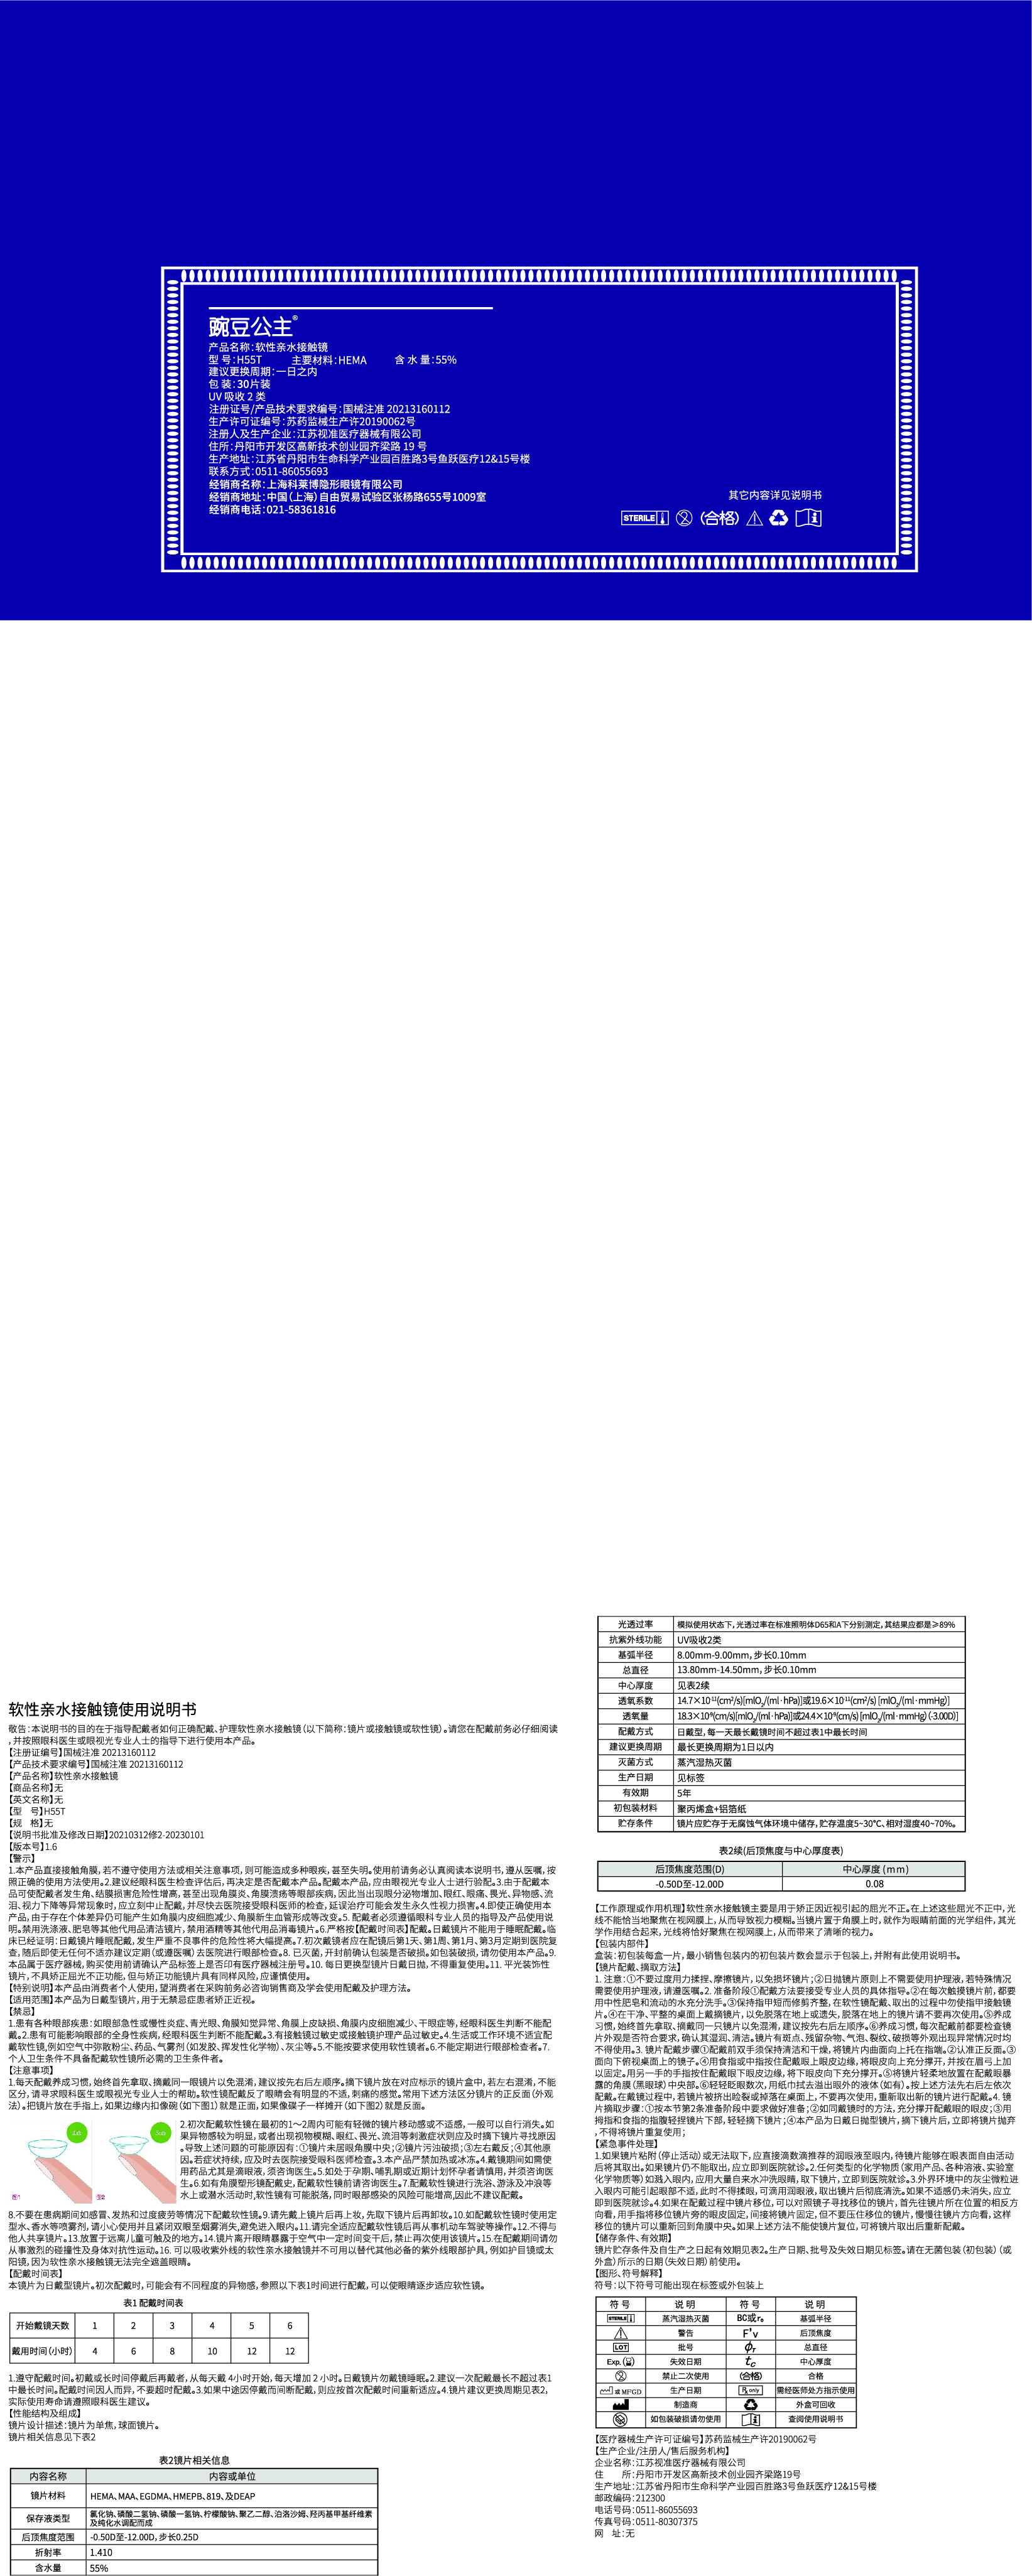 豌豆公主®
产品名称:软性亲水接触镜
型 号:H55T 主要材料:HEMA 含 水 量:55%
建议更换周期:一日之内
包 装:30片装
UV 吸收 2 类
注册证号/产品技术要求编号:国械注准 20213160112
生产许可证编号:苏药监械生产许20190062号
注册人及生产企业:江苏视准医疗器械有限公司
住所:丹阳市开发区高新技术创业园齐梁路 19 号
生产地址:江苏省丹阳市生命科学产业园百胜路3号鱼跃医疗12&15号楼
联系方式:0511-86055693
经销商名称:上海科莱博隐形眼镜有限公司
经销商地址:中国(上海)自由贸易试验区张杨路655号1009室
经销商电话:021-58361816
其它内容详见说明书
STERILE (合格)
软性亲水接触镜使用说明书
敬告:本说明书的目的在于指导配戴者如何正确配戴、护理软性亲水接触镜(以下简称:镜片或接触镜或软性镜)。请您在配戴前务必仔细阅读
,并按照眼科医生或眼视光专业人士的指导下进行使用本产品。
【注册证编号】国械注准 20213160112
【产品技术要求编号】国械注准 20213160112
【产品名称】软性亲水接触镜
【商品名称】无
【英文名称】无
【型 号】H55T
【规 格】无
【说明书批准及修改日期】20210312修2-20230101
【版本号】1.6
【警示】
1.本产品直接接触角膜,若不遵守使用方法或相关注意事项,则可能造成多种眼疾,甚至失明。使用前请务必认真阅读本说明书,遵从医嘱,按
照正确的使用方法使用。2.建议经眼科医生检查评估后,再决定是否配戴本产品。配戴本产品,应由眼视光专业人士进行验配。3.由于配戴本
品可使配戴者发生角、结膜损害危险性增高,甚至出现角膜炎、角膜溃疡等眼部疾病,因此当出现眼分泌物增加、眼红、眼痛、畏光、异物感、流
泪、视力下降等异常现象时,应立刻中止配戴,并尽快去医院接受眼科医师的检查,延误治疗可能会发生永久性视力损害。4.即使正确使用本
产品,由于存在个体差异仍可能产生如角膜内皮细胞减少、角膜新生血管形成等改变。5. 配戴者必须遵循眼科专业人员的指导及产品使用说
明。禁用洗涤液、肥皂等其他代用品清洁镜片,禁用酒精等其他代用品消毒镜片。6.严格按【配戴时间表】配戴。日戴镜片不能用于睡眠配戴。临
床已经证明:日戴镜片睡眠配戴,发生严重不良事件的危险性将大幅提高。7.初次戴镜者应在配镜后第1天、第1周、第1月、第3月定期到医院复
查,随后即使无任何不适亦建议定期(或遵医嘱)去医院进行眼部检查。8. 已灭菌,开封前确认包装是否破损。如包装破损,请勿使用本产品。9.
本品属于医疗器械,购买使用前请确认产品标签上是否印有医疗器械注册号。10. 每日更换型镜片日戴日抛,不得重复使用。11. 平光装饰性
镜片,不具矫正屈光不正功能,但与矫正功能镜片具有同样风险,应谨慎使用。
【特别说明】本产品由消费者个人使用,望消费者在采购前务必咨询销售商及学会使用配戴及护理方法。
【适用范围】本产品为日戴型镜片,用于无禁忌症患者矫正近视。
【禁忌】
1.患有各种眼部疾患:如眼部急性或慢性炎症、青光眼、角膜知觉异常、角膜上皮缺损、角膜内皮细胞减少、干眼症等,经眼科医生判断不能配
戴。2.患有可能影响眼部的全身性疾病,经眼科医生判断不能配戴。3.有接触镜过敏史或接触镜护理产品过敏史。4.生活或工作环境不适宜配
戴软性镜,例如空气中弥散粉尘、药品、气雾剂(如发胶、挥发性化学物)、灰尘等。5.不能按要求使用软性镜者。6.不能定期进行眼部检查者。7.
个人卫生条件不具备配戴软性镜所必需的卫生条件者。
【注意事项】
1.每天配戴养成习惯,始终首先拿取、摘戴同一眼镜片以免混淆,建议按先右后左顺序。摘下镜片放在对应标示的镜片盒中,若左右混淆,不能
区分,请寻求眼科医生或眼视光专业人士的帮助。软性镜配戴反了眼睛会有明显的不适,刺痛的感觉。常用下述方法区分镜片的正反面(外观
法)。把镜片放在手指上,如果边缘内扣像碗(如下图1)就是正面,如果像碟子一样摊开(如下图2)就是反面。
2.初次配戴软性镜在最初的1～2周内可能有轻微的镜片移动感或不适感,一般可以自行消失。如
果异物感较为明显,或者出现视物模糊、眼红、畏光、流泪等刺激症状则应及时摘下镜片寻找原因
。导致上述问题的可能原因有:①镜片未居眼角膜中央;②镜片污浊破损;③左右戴反;④其他原
因。若症状持续,应及时去医院接受眼科医师检查。3.本产品严禁加热或冰冻。4.戴镜期间如需使
用药品尤其是滴眼液,须咨询医生。5.如处于孕期、哺乳期或近期计划怀孕者请慎用,并须咨询医
生。6.如有角膜塑形镜配戴史,配戴软性镜前请咨询医生。7.配戴软性镜进行洗浴、游泳及冲浪等
水上或潜水活动时,软性镜有可能脱落,同时眼部感染的风险可能增高,因此不建议配戴。
8.不要在患病期间如感冒、发热和过度疲劳等情况下配戴软性镜。9.请先戴上镜片后再上妆,先取下镜片后再卸妆。10.如配戴软性镜时使用定
型水、香水等喷雾剂,请小心使用并且紧闭双眼至烟雾消失,避免进入眼内。11.请完全适应配戴软性镜后再从事机动车驾驶等操作。12.不得与
他人共享镜片。13.放置于远离儿童可触及的地方。14.镜片离开眼睛暴露于空气中一定时间变干后,禁止再次使用该镜片。15.在配戴期间请勿
从事激烈的碰撞性及身体对抗性运动。16. 可以吸收紫外线的软性亲水接触镜并不可用以替代其他必备的紫外线眼部护具,例如护目镜或太
阳镜,因为软性亲水接触镜无法完全遮盖眼睛。
【配戴时间表】
本镜片为日戴型镜片。初次配戴时,可能会有不同程度的异物感,参照以下表1时间进行配戴,可以使眼睛逐步适应软性镜。
表1 配戴时间表
开始戴镜天数 1 2 3 4 5 6
戴用时间(小时) 4 6 8 10 12 12
1.遵守配戴时间。初戴或长时间停戴后再戴者,从每天戴 4小时开始,每天增加 2 小时。日戴镜片勿戴镜睡眠。2.建议一次配戴最长不超过表1
中最长时间。配戴时间因人而异,不要超时配戴。3.如果中途因停戴而间断配戴,则应按首次配戴时间重新适应。4.镜片建议更换周期见表2,
实际使用寿命请遵照眼科医生建议。
【性能结构及组成】
镜片设计描述:镜片为单焦,球面镜片。
镜片相关信息见下表2
表2镜片相关信息
内容名称 内容或单位
镜片材料 HEMA、MAA、EGDMA、HMEPB、819、及DEAP
保存液类型 氯化钠、磷酸二氢钠、磷酸一氢钠、柠檬酸钠、聚乙二醇、泊洛沙姆、羟丙基甲基纤维素
及纯化水调配而成
后顶焦度范围 -0.50D至-12.00D,步长0.25D
折射率 1.410
含水量 55%
光透过率 模拟使用状态下,光透过率在标准照明体D65和A下分别测定,其结果应都是≥89%
抗紫外线功能 UV吸收2类
基弧半径 8.00mm-9.00mm,步长0.10mm
总直径 13.80mm-14.50mm,步长0.10mm
中心厚度 见表2续
透氧系数 14.7×10⁻¹¹(cm²/s)[mlO₂/(ml·hPa)]或19.6×10⁻¹¹(cm²/s) [mlO₂/(ml·mmHg)]
透氧量 18.3×10⁻⁹(cm/s)[mlO₂/(ml·hPa)]或24.4×10⁻⁹(cm/s) [mlO₂/(ml·mmHg) (-3.00D)]
配戴方式 日戴型,每一天最长戴镜时间不超过表1中最长时间
建议更换周期 最长更换周期为1日以内
灭菌方式 蒸汽湿热灭菌
生产日期 见标签
有效期 5年
初包装材料 聚丙烯盒+铝箔纸
贮存条件 镜片应贮存于无腐蚀气体环境中储存,贮存温度5~30℃、相对湿度40~70%。
表2续(后顶焦度与中心厚度表)
后顶焦度范围(D) 中心厚度 (mm)
-0.50D至-12.00D 0.08
【工作原理或作用机理】软性亲水接触镜主要是用于矫正因近视引起的屈光不正。在上述这些屈光不正中,光
线不能恰当地聚焦在视网膜上,从而导致视力模糊。当镜片置于角膜上时,就作为眼睛前面的光学组件,其光
学作用结合起来,光线将恰好聚焦在视网膜上,从而带来了清晰的视力。
【包装内部件】
盒装:初包装每盒一片,最小销售包装内的初包装片数会显示于包装上,并附有此使用说明书。
【镜片配戴、摘取方法】
1. 注意:①不要过度用力揉捏、摩擦镜片,以免损坏镜片;②日抛镜片原则上不需要使用护理液,若特殊情况
需要使用护理液,请遵医嘱。2. 准备阶段①配戴方法要接受专业人员的具体指导。②在每次触摸镜片前,都要
用中性肥皂和流动的水充分洗手。③保持指甲短而修剪齐整,在软性镜配戴、取出的过程中勿使指甲接触镜
片。④在干净、平整的桌面上戴摘镜片,以免脱落在地上或遗失,脱落在地上的镜片请不要再次使用。⑤养成
习惯,始终首先拿取、摘戴同一只镜片以免混淆,建议按先右后左顺序。⑥养成习惯,每次配戴前都要检查镜
片外观是否符合要求,确认其湿润、清洁。镜片有斑点、残留杂物、气泡、裂纹、破损等外观出现异常情况时均
不得使用。3. 镜片配戴步骤①配戴前双手须保持清洁和干燥,将镜片内曲面向上托在指端。②认准正反面。③
面向下俯视桌面上的镜子。④用食指或中指按住配戴眼上眼皮边缘,将眼皮向上充分撑开,并按在眉弓上加
以固定。用另一手的手指按住配戴眼下眼皮边缘,将下眼皮向下充分撑开。⑤将镜片轻柔地放置在配戴眼暴
露的角膜(黑眼球)中央部。⑥轻轻眨眼数次,用纸巾拭去溢出眼外的液体(如有)。按上述方法先右后左依次
配戴。在戴镜过程中,若镜片被挤出睑裂或掉落在桌面上,不要再次使用,重新取出新的镜片进行配戴。4. 镜
片摘取步骤:①按本节第2条准备阶段中要求做好准备;②如同戴镜时的方法,充分撑开配戴眼的眼皮;③用
拇指和食指的指腹轻捏镜片下部,轻轻摘下镜片;④本产品为日戴日抛型镜片,摘下镜片后,立即将镜片抛弃
,不得将镜片重复使用;
【紧急事件处理】
1.如果镜片粘附(停止活动)或无法取下,应直接滴数滴推荐的润眼液至眼内,待镜片能够在眼表面自由活动
后将其取出。如果镜片仍不能取出,应立即到医院就诊。2.任何类型的化学物质(家用产品、各种溶液、实验室
化学物质等)如溅入眼内,应用大量自来水冲洗眼睛,取下镜片,立即到医院就诊。3.外界环境中的灰尘微粒进
入眼内可能引起眼部不适,此时不得揉眼,可滴用润眼液,取出镜片后彻底清洗。如果不适感仍未消失,应立
即到医院就诊。4.如果在配戴过程中镜片移位,可以对照镜子寻找移位的镜片,首先往镜片所在位置的相反方
向看,用手指将移位镜片旁的眼皮固定,间接将镜片固定,但不要压住移位的镜片,慢慢往镜片方向看,这样
移位的镜片可以重新回到角膜中央。如果上述方法不能使镜片复位,可将镜片取出后重新配戴。
【储存条件、有效期】
镜片贮存条件及自生产之日起有效期见表2。生产日期、批号及失效日期见标签。请在无菌包装(初包装)(或
外盒)所示的日期(失效日期)前使用。
【图形、符号解释】
符号:以下符号可能出现在标签或外包装上
符 号 说 明 符 号 说 明
STERILE 蒸汽湿热灭菌 BC或r₀ 基弧半径
警告 F'v 后顶焦度
LOT 批号 ϕT 总直径
Exp. 失效日期 tc 中心厚度
禁止二次使用 (合格) 合格
或 MFGD 生产日期 Rx only 需经医师处方指示使用
制造商 外盒可回收
如包装破损请勿使用 查阅使用说明书
【医疗器械生产许可证编号】苏药监械生产许20190062号
【生产企业/注册人/售后服务机构】
企业名称:江苏视准医疗器械有限公司
住 所:丹阳市开发区高新技术创业园齐梁路19号
生产地址:江苏省丹阳市生命科学产业园百胜路3号鱼跃医疗12&15号楼
邮政编码:212300
电话号码:0511-86055693
传真号码:0511-80307375
网 址:无